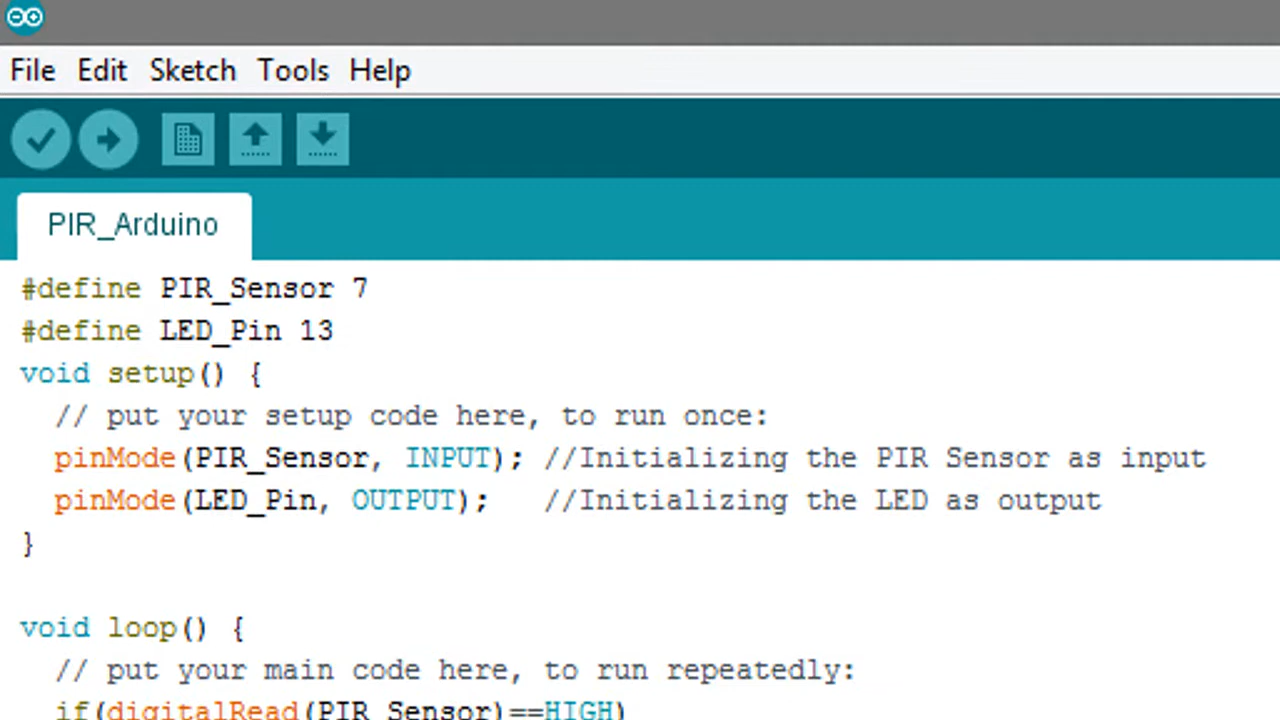 File Edit Sketch Tools Help
PIR_Arduino
#define PIR_Sensor 7
#define LED_Pin 13
void setup() {
  // put your setup code here, to run once:
  pinMode(PIR_Sensor, INPUT); //Initializing the PIR Sensor as input
  pinMode(LED_Pin, OUTPUT);   //Initializing the LED as output
}
void loop() {
  // put your main code here, to run repeatedly:
  if(digitalRead(PIR_Sensor)==HIGH)